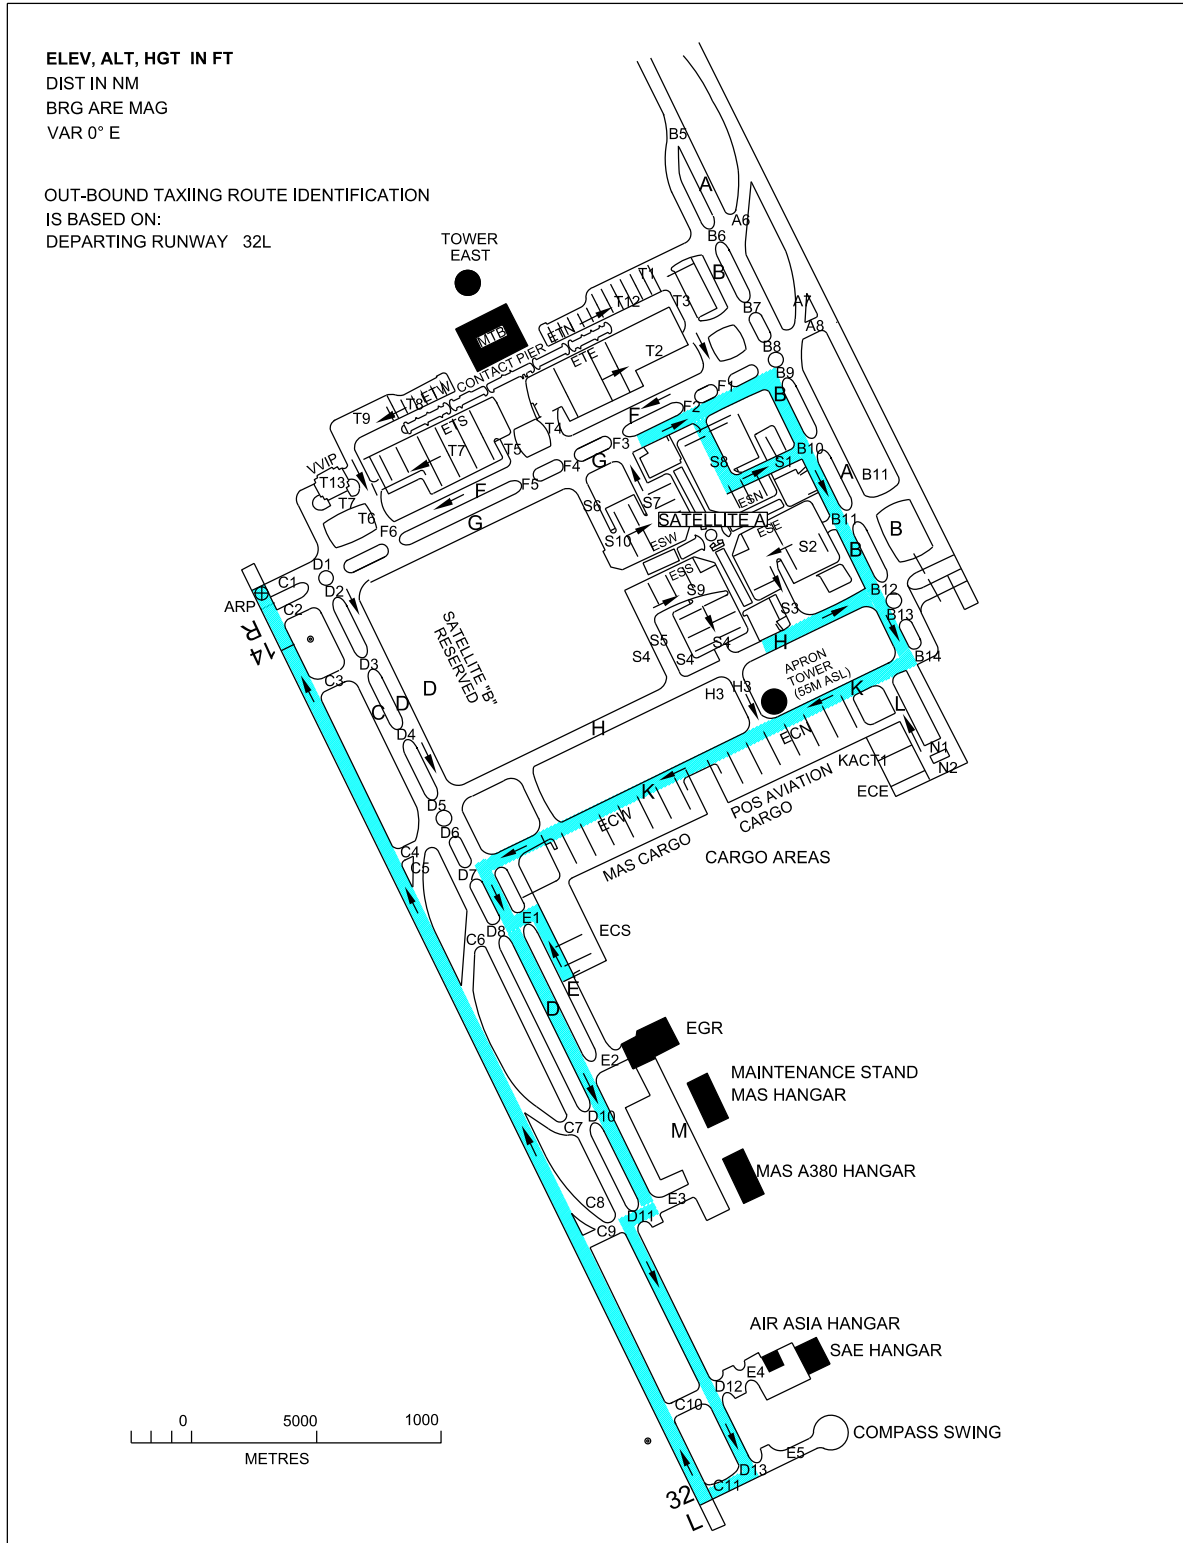 ELEV, ALT, HGT IN FT
DIST IN NM
BRG ARE MAG
VAR 0° E
OUT-BOUND TAXIING ROUTE IDENTIFICATION
IS BASED ON:
DEPARTING RUNWAY 32L
TOWER
EAST
B5
A
A6
B6
B
B7
A7
A8
B8
B9
B
T1
T12
T3
ETN
MTB
CONTACT PIER
ETE
T2
ETW
T8
T9
ETS
T7
T5
T4
F
F1
F2
F3
G
F4
F5
F
G
F6
VVIP
T13
T7
T6
S8
S1
B10
A
B11
ESN
S7
S6
SATELLITE A
ESE
B11
B
S10
ESW
S2
B
ESS
S9
B12
B13
S3
S5
S4
S4
S4
H
B14
C1
D1
ARP
C2
D2
14
R
SATELLITE "B"
RESERVED
D3
C3
D
C
D
D4
APRON
TOWER
(55M ASL)
K
H3
H3
L
H
ECN
N1
N2
KACT1
ECE
POS AVIATION
CARGO
K
D5
D6
ECW
MAS CARGO
CARGO AREAS
C4
C5
D7
E1
D8
C6
ECS
E
D
EGR
E2
MAINTENANCE STAND
MAS HANGAR
D10
C7
M
MAS A380 HANGAR
C8
E3
D11
C9
AIR ASIA HANGAR
SAE HANGAR
E4
D12
C10
COMPASS SWING
E5
D13
C11
32
L
0 5000 1000
METRES